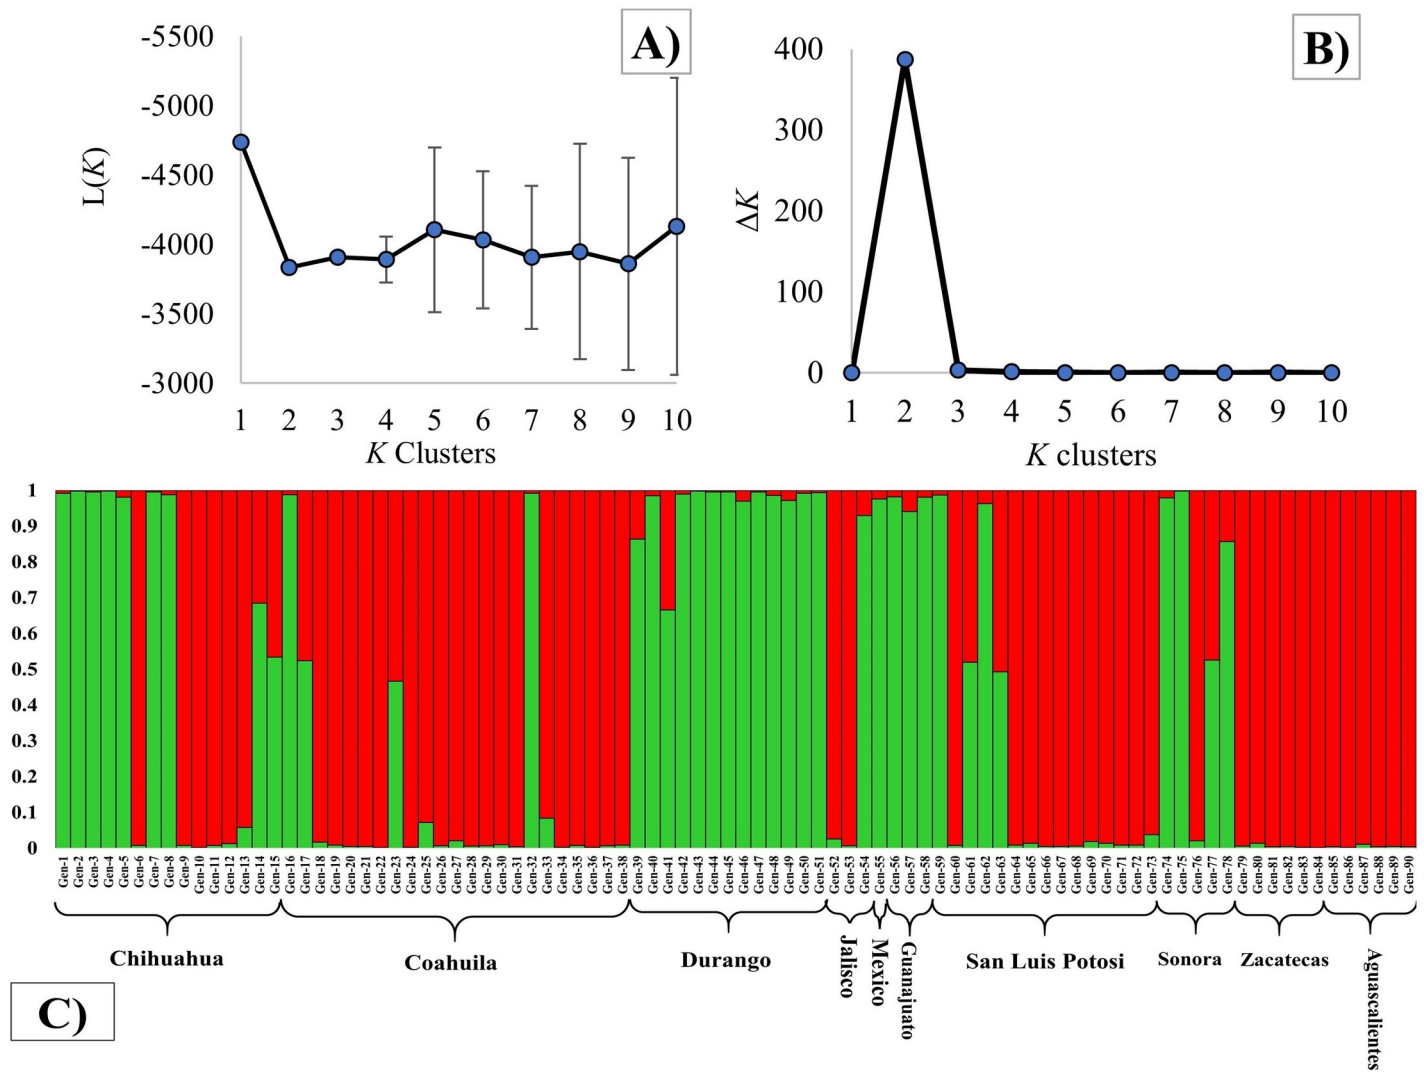 A)
-5500
-5000
-4500
-4000
-3500
-3000
L(K)
1 2 3 4 5 6 7 8 9 10
K Clusters
B)
400
300
200
100
0
ΔK
1 2 3 4 5 6 7 8 9 10
K clusters
1
0.9
0.8
0.7
0.6
0.5
0.4
0.3
0.2
0.1
0
Gen-1
Gen-2
Gen-3
Gen-4
Gen-5
Gen-6
Gen-7
Gen-8
Gen-9
Gen-10
Gen-11
Gen-12
Gen-13
Gen-14
Gen-15
Gen-16
Gen-17
Gen-18
Gen-19
Gen-20
Gen-21
Gen-22
Gen-23
Gen-24
Gen-25
Gen-26
Gen-27
Gen-28
Gen-29
Gen-30
Gen-31
Gen-32
Gen-33
Gen-34
Gen-35
Gen-36
Gen-37
Gen-38
Gen-39
Gen-40
Gen-41
Gen-42
Gen-43
Gen-44
Gen-45
Gen-46
Gen-47
Gen-48
Gen-49
Gen-50
Gen-51
Gen-52
Gen-53
Gen-54
Gen-55
Gen-56
Gen-57
Gen-58
Gen-59
Gen-60
Gen-61
Gen-62
Gen-63
Gen-64
Gen-65
Gen-66
Gen-67
Gen-68
Gen-69
Gen-70
Gen-71
Gen-72
Gen-73
Gen-74
Gen-75
Gen-76
Gen-77
Gen-78
Gen-79
Gen-80
Gen-81
Gen-82
Gen-83
Gen-84
Gen-85
Gen-86
Gen-87
Gen-88
Gen-89
Gen-90
Chihuahua
Coahuila
Durango
Jalisco
Mexico
Guanajuato
San Luis Potosi
Sonora
Zacatecas
Aguascalientes
C)